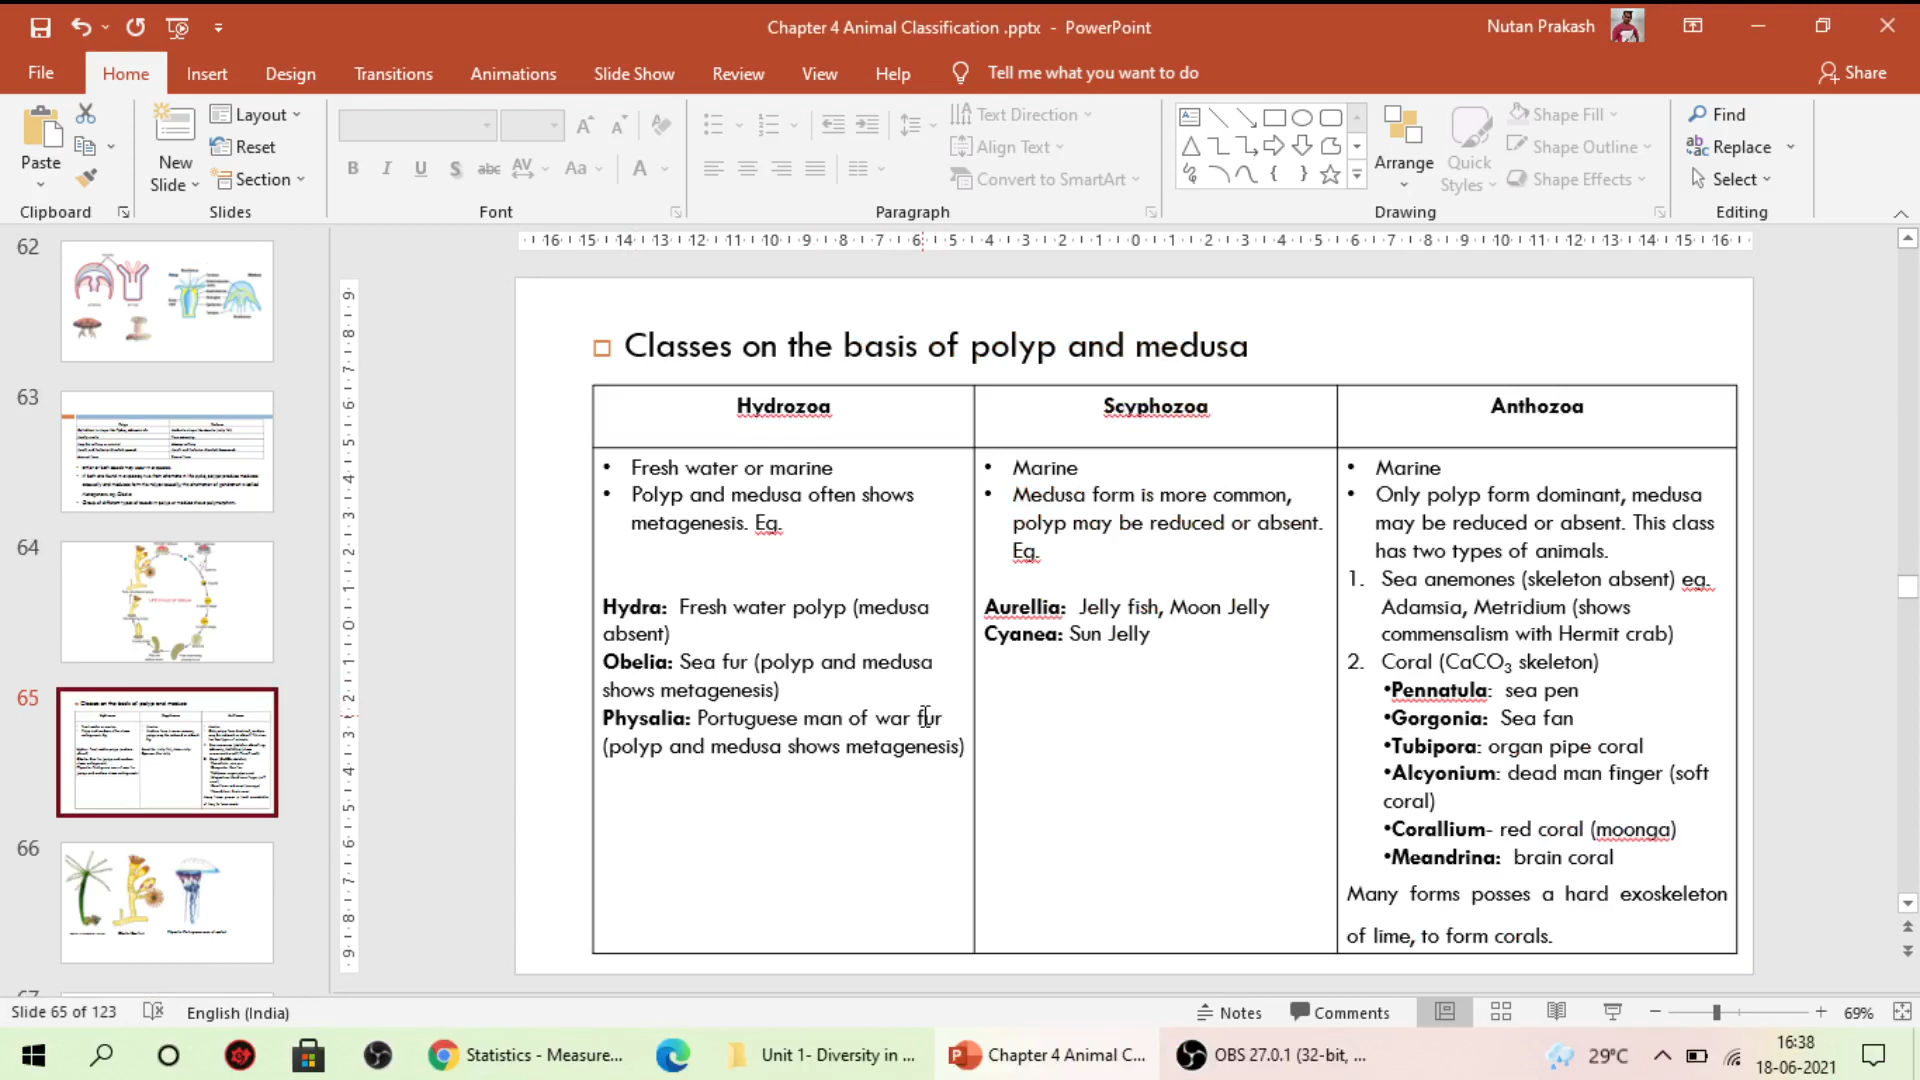 Chapter 4 Animal Classification .pptx - PowerPoint
Nutan Prakash
File Home Insert Design Transitions Animations Slide Show Review View Help Tell me what you want to do Share
Paste
New
Slide
Layout
Reset
Section
B I U S abc AV Aa A
Text Direction
Align Text
Convert to SmartArt
Arrange
Quick
Styles
Shape Fill
Shape Outline
Shape Effects
Find
Replace
Select
Clipboard Slides Font Paragraph Drawing Editing
62
63
64
65
66
Classes on the basis of polyp and medusa
Hydrozoa
Fresh water or marine
Polyp and medusa often shows
metagenesis. Eg.
Hydra: Fresh water polyp (medusa
absent)
Obelia: Sea fur (polyp and medusa
shows metagenesis)
Physalia: Portuguese man of war fur
(polyp and medusa shows metagenesis)
Scyphozoa
Marine
Medusa form is more common,
polyp may be reduced or absent.
Eg.
Aurellia: Jelly fish, Moon Jelly
Cyanea: Sun Jelly
Anthozoa
Marine
Only polyp form dominant, medusa
may be reduced or absent. This class
has two types of animals.
1. Sea anemones (skeleton absent) eg.
Adamsia, Metridium (shows
commensalism with Hermit crab)
2. Coral (CaCO₃ skeleton)
•Pennatula: sea pen
•Gorgonia: Sea fan
•Tubipora: organ pipe coral
•Alcyonium: dead man finger (soft
coral)
•Corallium- red coral (moonga)
•Meandrina: brain coral
Many forms posses a hard exoskeleton
of lime, to form corals.
Slide 65 of 123 English (India) Notes Comments 69%
Statistics - Measure... Unit 1- Diversity in ... Chapter 4 Animal C... OBS 27.0.1 (32-bit, ... 29°C
16:38
18-06-2021